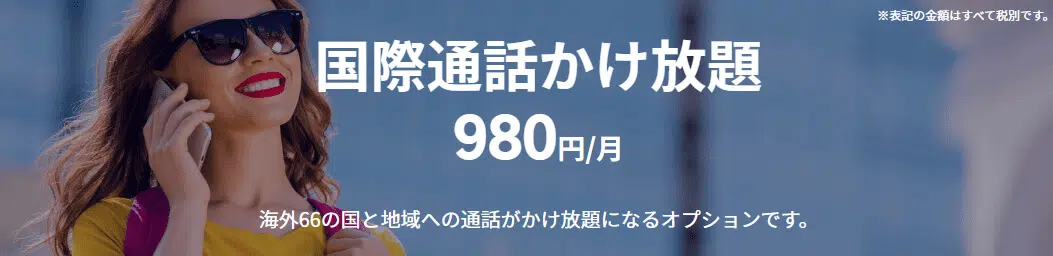 ※表記の金額はすべて税別です。
国際通話かけ放題
980円/月
海外66の国と地域への通話がかけ放題になるオプションです。